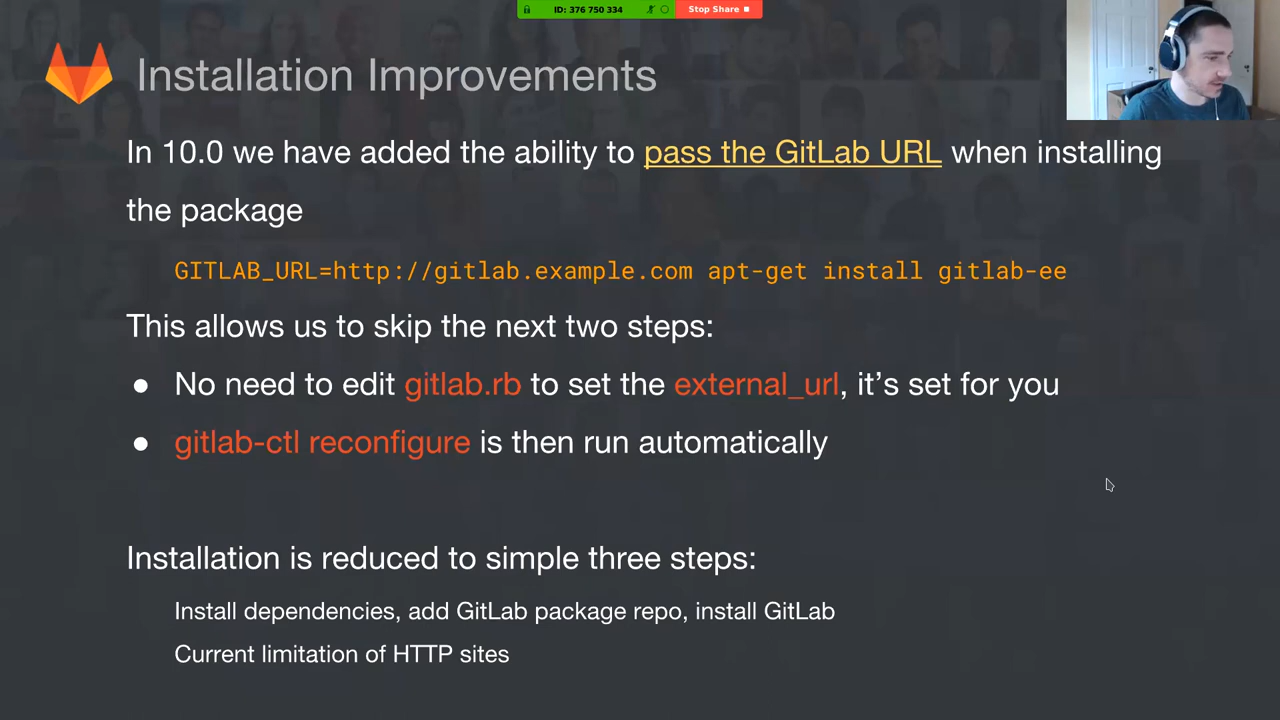 ID: 376 750 334
Stop Share
Installation Improvements
In 10.0 we have added the ability to pass the GitLab URL when installing
the package
GITLAB_URL=http://gitlab.example.com apt-get install gitlab-ee
This allows us to skip the next two steps:
● No need to edit gitlab.rb to set the external_url, it’s set for you
● gitlab-ctl reconfigure is then run automatically
Installation is reduced to simple three steps:
Install dependencies, add GitLab package repo, install GitLab
Current limitation of HTTP sites